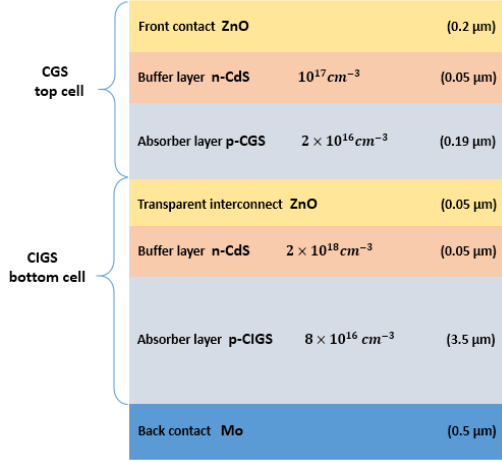 Front contact ZnO (0.2 µm)
CGS
top cell
Buffer layer n-CdS 10¹⁷cm⁻³ (0.05 µm)
Absorber layer p-CGS 2 × 10¹⁶cm⁻³ (0.19 µm)
Transparent interconnect ZnO (0.05 µm)
CIGS
bottom cell
Buffer layer n-CdS 2 × 10¹⁸cm⁻³ (0.05 µm)
Absorber layer p-CIGS 8 × 10¹⁶ cm⁻³ (3.5 µm)
Back contact Mo (0.5 µm)